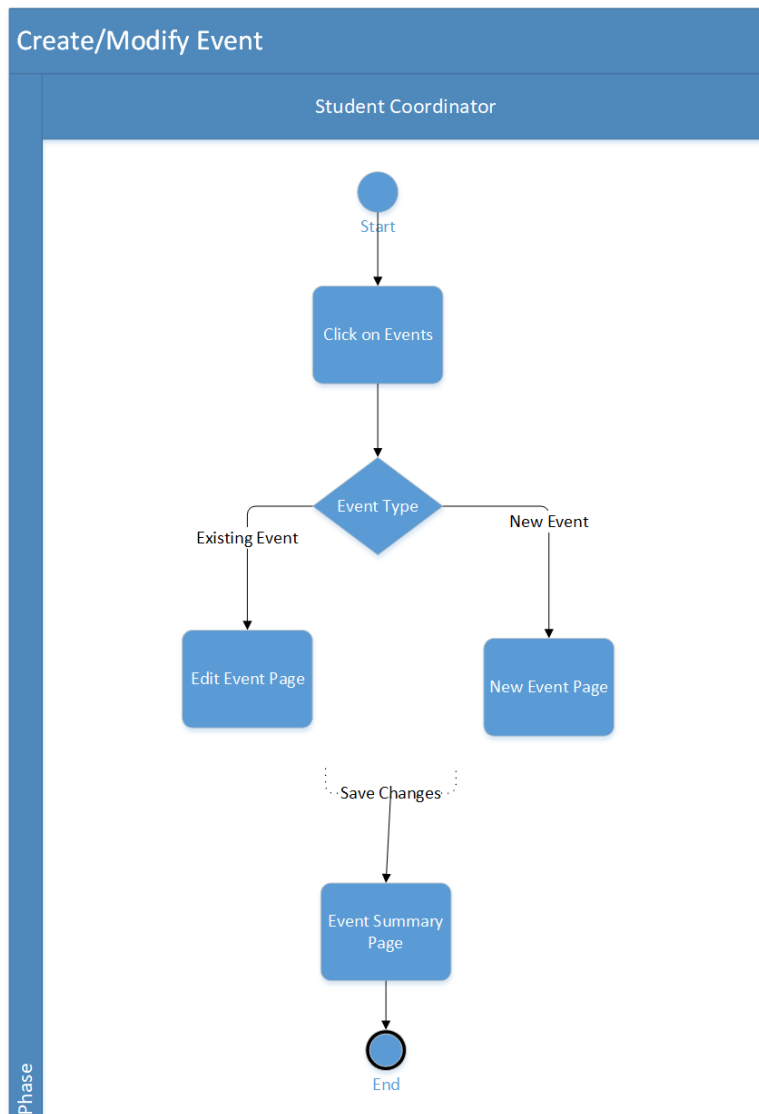 Create/Modify Event
Student Coordinator
Start
Click on Events
Event Type
Existing Event
New Event
Edit Event Page
New Event Page
Save Changes
Event Summary
Page
End
Phase